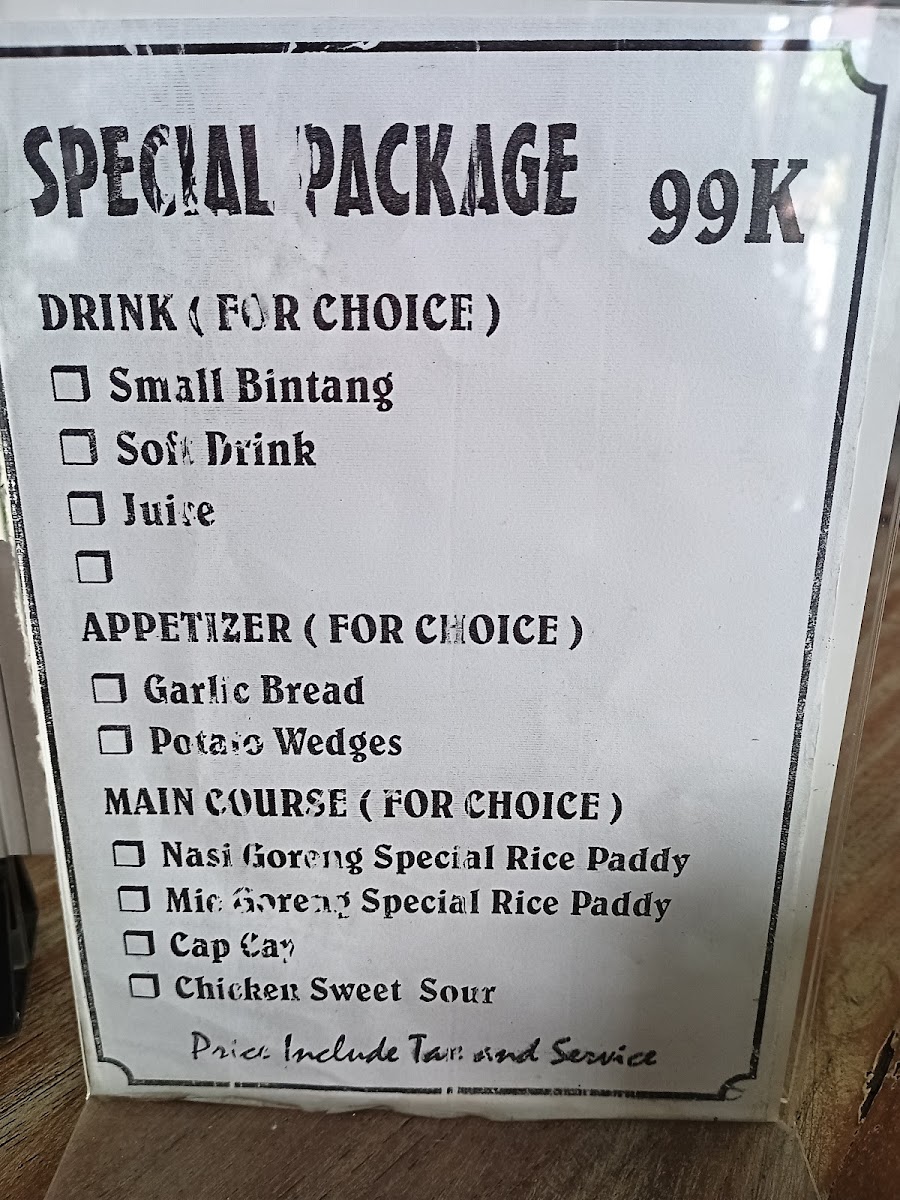 SPECIAL PACKAGE 99K
DRINK ( FOR CHOICE )
❒ Small Bintang
❒ Soft Drink
❒ Juice
❒
APPETIZER ( FOR CHOICE )
❒ Garlic Bread
❒ Potato Wedges
MAIN COURSE ( FOR CHOICE )
❒ Nasi Goreng Special Rice Paddy
❒ Mie Goreng Special Rice Paddy
❒ Cap Cay
❒ Chicken Sweet Sour
Price Include Tax and Service